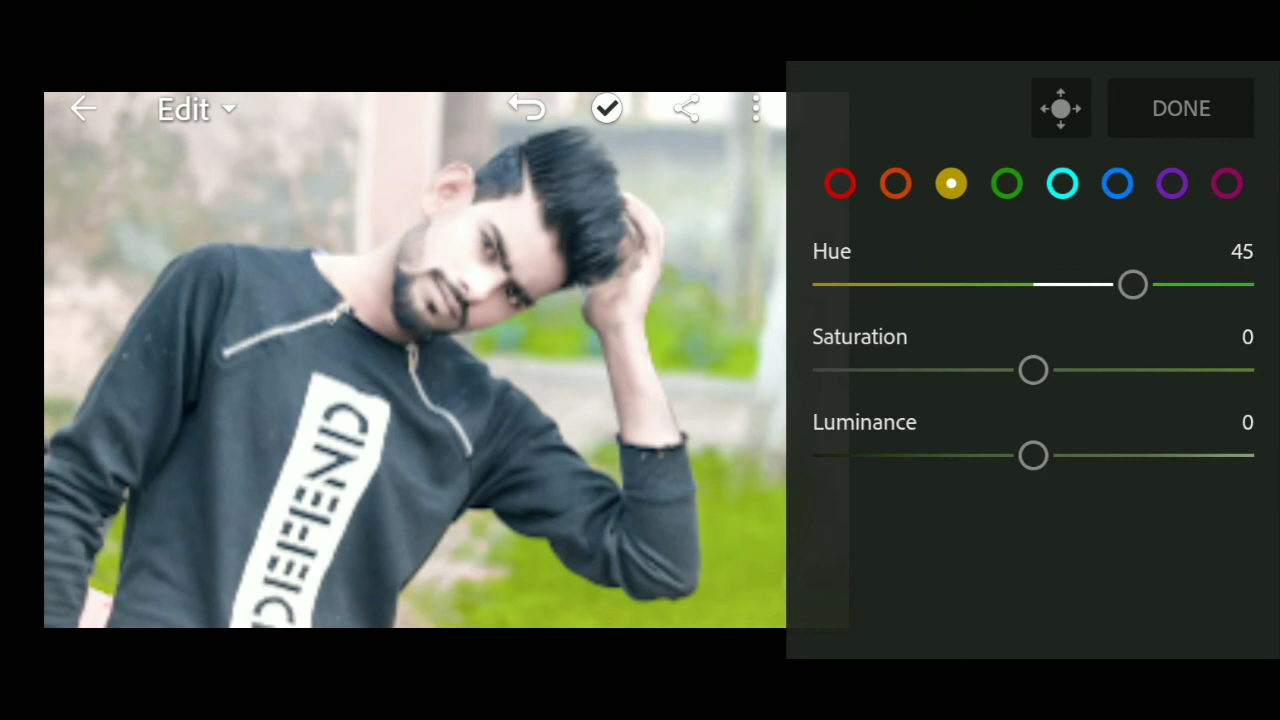 Edit
DONE
Hue 45
Saturation 0
Luminance 0
DEFEND